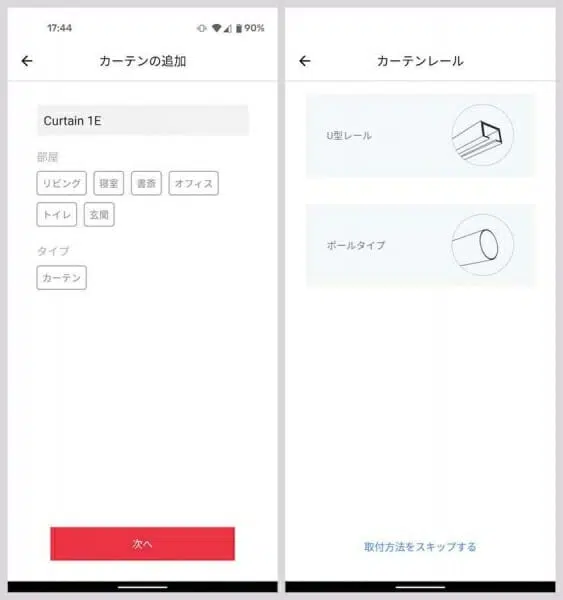 17:44
90%
カーテンの追加
Curtain 1E
部屋
リビング 寝室 書斎 オフィス
トイレ 玄関
タイプ
カーテン
次へ
カーテンレール
U型レール
ポールタイプ
取付方法をスキップする